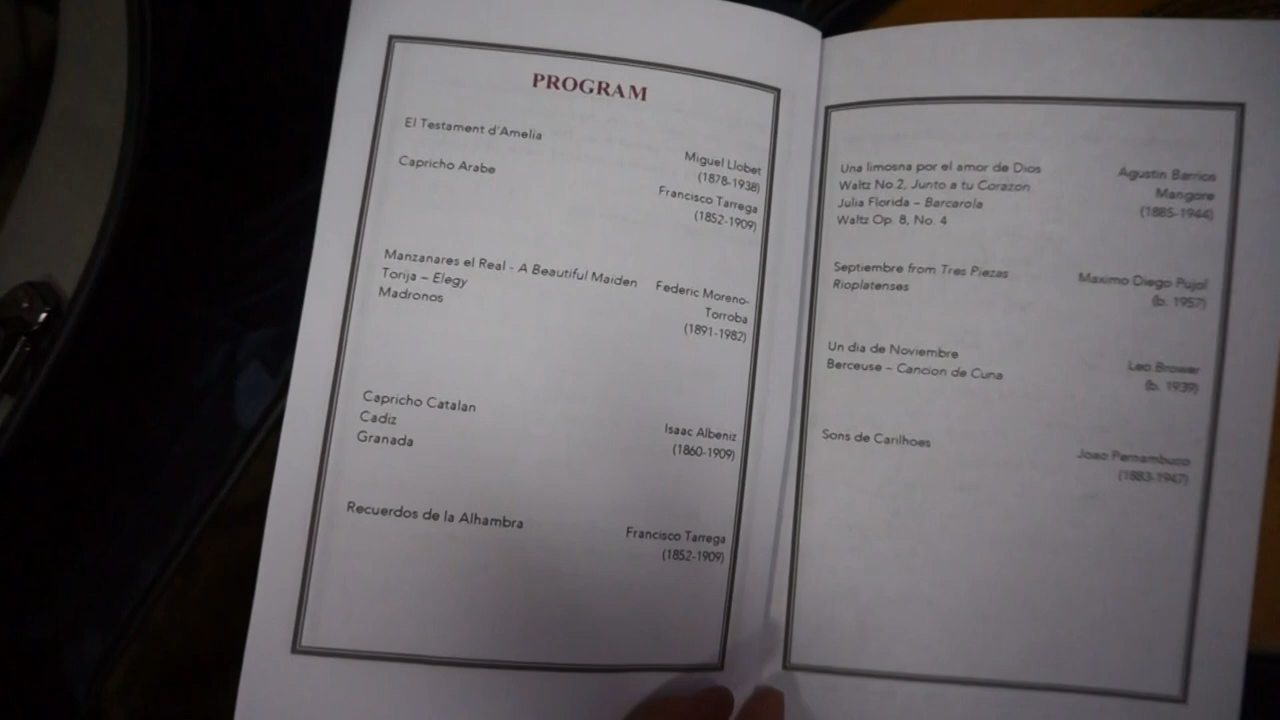 PROGRAM
El Testament d'Amelia
Miguel Llobet
(1878-1938)
Capricho Arabe
Francisco Tarrega
(1852-1909)
Manzanares el Real - A Beautiful Maiden
Torija – Elegy
Madronos
Federic Moreno-
Torroba
(1891-1982)
Capricho Catalan
Cadiz
Granada
Isaac Albeniz
(1860-1909)
Recuerdos de la Alhambra
Francisco Tarrega
(1852-1909)
Una limosna por el amor de Dios
Waltz No.2, Junto a tu Corazon
Julia Florida – Barcarola
Waltz Op. 8, No. 4
Agustin Barrios
Mangore
(1885-1944)
Septiembre from Tres Piezas
Rioplatenses
Maximo Diego Pujol
(b. 1957)
Un dia de Noviembre
Berceuse – Cancion de Cuna
Leo Brower
(b. 1939)
Sons de Carilhoes
Joao Pernambuco
(1883-1947)